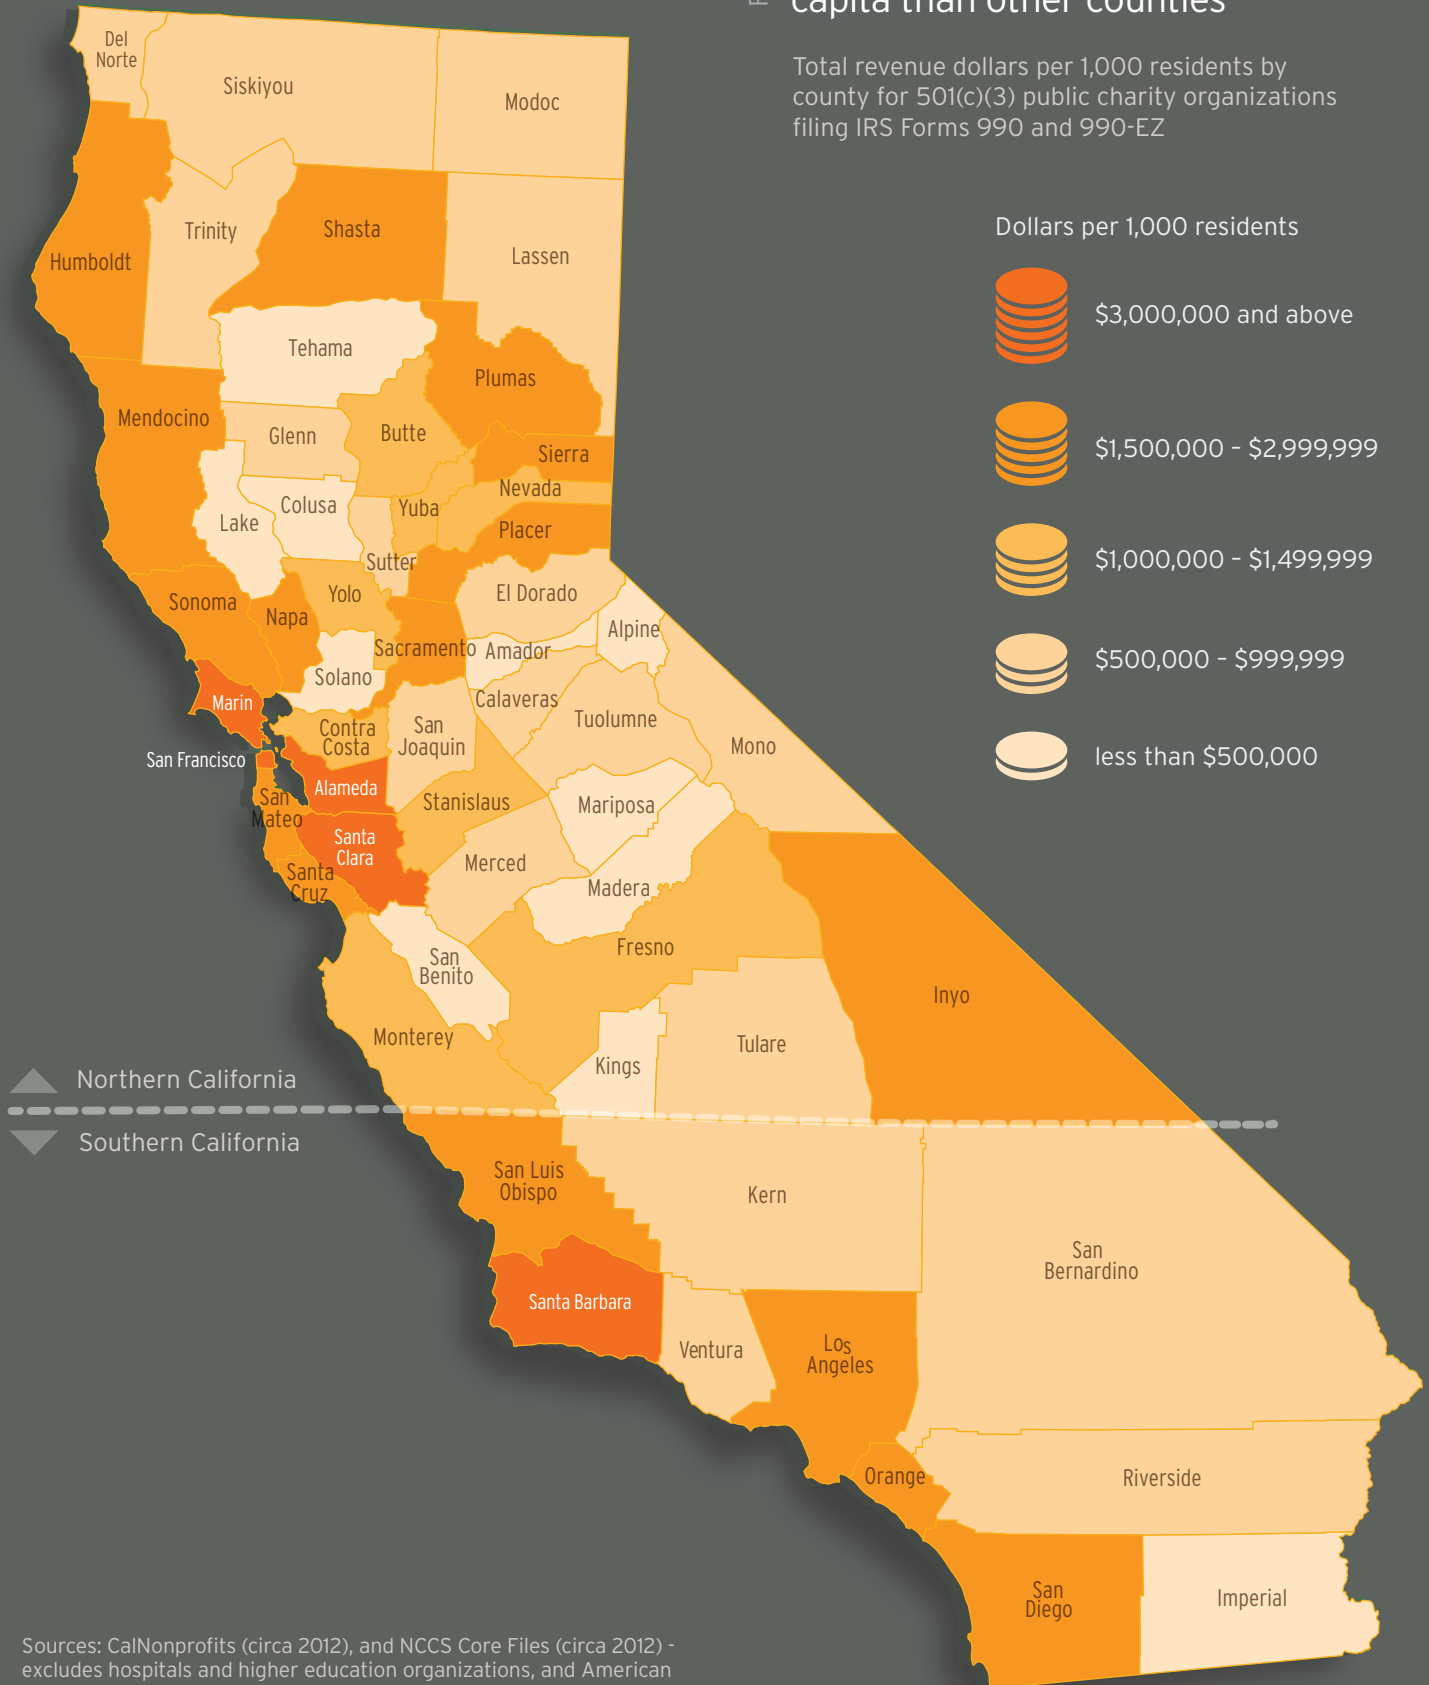 capita than other counties
Total revenue dollars per 1,000 residents by
county for 501(c)(3) public charity organizations
filing IRS Forms 990 and 990-EZ
Dollars per 1,000 residents
$3,000,000 and above
$1,500,000 - $2,999,999
$1,000,000 - $1,499,999
$500,000 - $999,999
less than $500,000
Del
Norte
Siskiyou
Modoc
Humboldt
Trinity
Shasta
Lassen
Tehama
Plumas
Mendocino
Glenn
Butte
Sierra
Lake
Colusa
Yuba
Nevada
Placer
Sutter
El Dorado
Sonoma
Napa
Yolo
Sacramento
Amador
Alpine
Solano
Marin
Calaveras
Contra
Costa
San
Joaquin
Tuolumne
Mono
San Francisco
Alameda
San
Mateo
Stanislaus
Mariposa
Santa
Clara
Merced
Santa
Cruz
Madera
Fresno
San
Benito
Inyo
Monterey
Kings
Tulare
Northern California
Southern California
San Luis
Obispo
Kern
San
Bernardino
Santa Barbara
Ventura
Los
Angeles
Orange
Riverside
San
Diego
Imperial
Sources: CalNonprofits (circa 2012), and NCCS Core Files (circa 2012) -
excludes hospitals and higher education organizations, and American